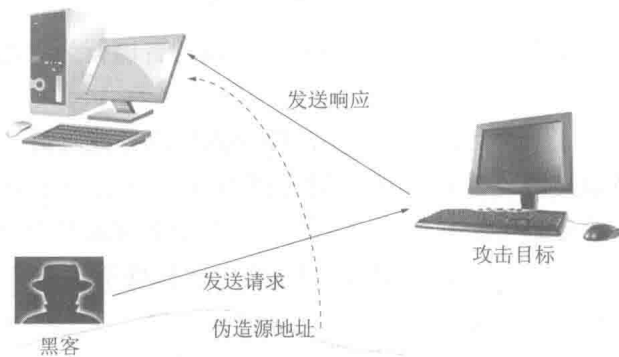 发送响应
攻击目标
发送请求
伪造源地址
黑客